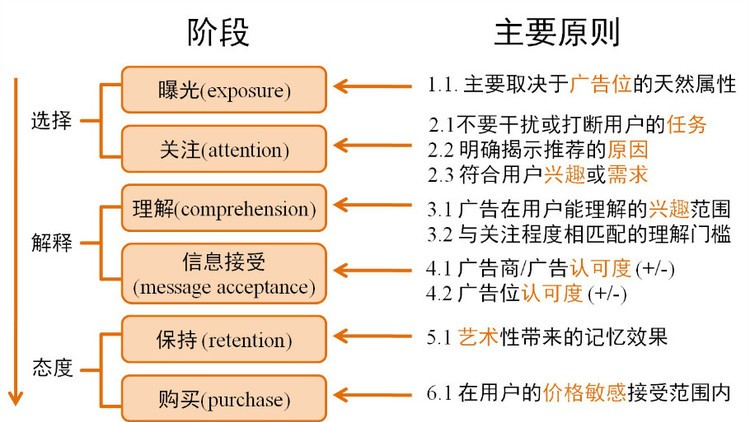 阶段
主要原则
选择
曝光(exposure)
1.1. 主要取决于广告位的天然属性
关注(attention)
2.1不要干扰或打断用户的任务
2.2 明确揭示推荐的原因
2.3 符合用户兴趣或需求
解释
理解(comprehension)
3.1 广告在用户能理解的兴趣范围
3.2 与关注程度相匹配的理解门槛
信息接受
(message acceptance)
4.1 广告商/广告认可度 (+/-)
4.2 广告位认可度 (+/-)
态度
保持 (retention)
5.1 艺术性带来的记忆效果
购买(purchase)
6.1 在用户的价格敏感接受范围内